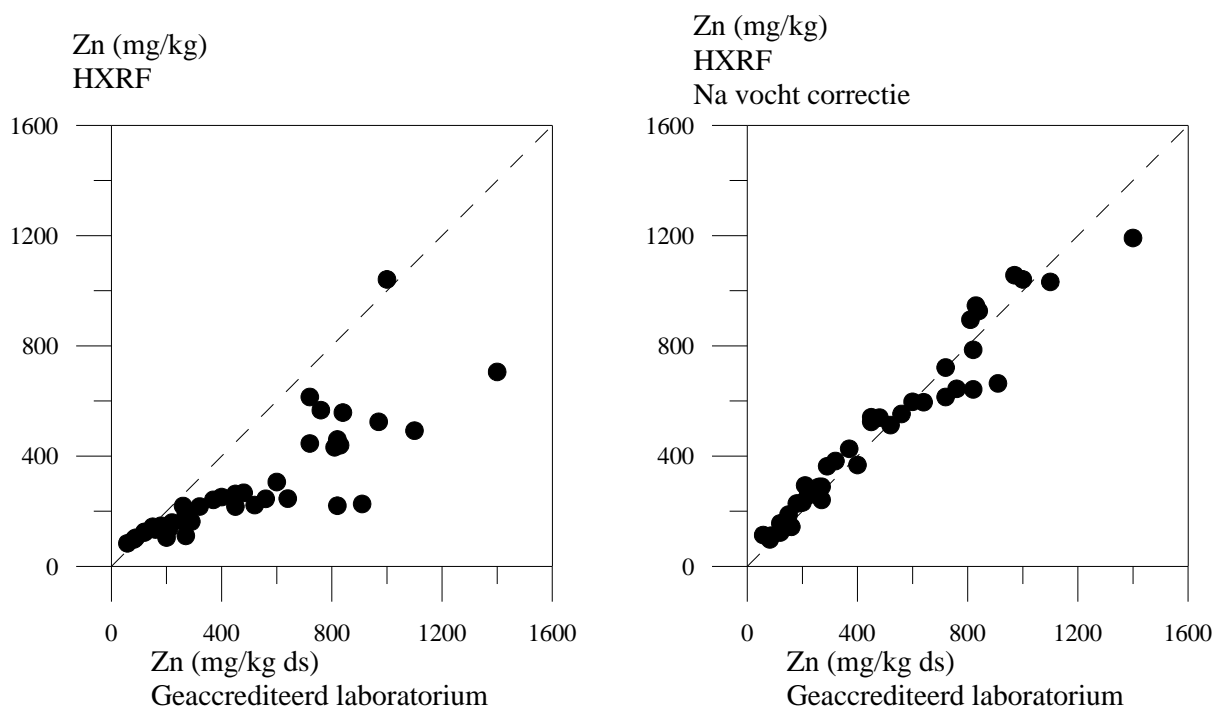 Zn (mg/kg)
HXRF
1600
1200
800
400
0
0 400 800 1200 1600
Zn (mg/kg ds)
Geaccrediteerd laboratorium
Zn (mg/kg)
HXRF
Na vocht correctie
1600
1200
800
400
0
0 400 800 1200 1600
Zn (mg/kg ds)
Geaccrediteerd laboratorium